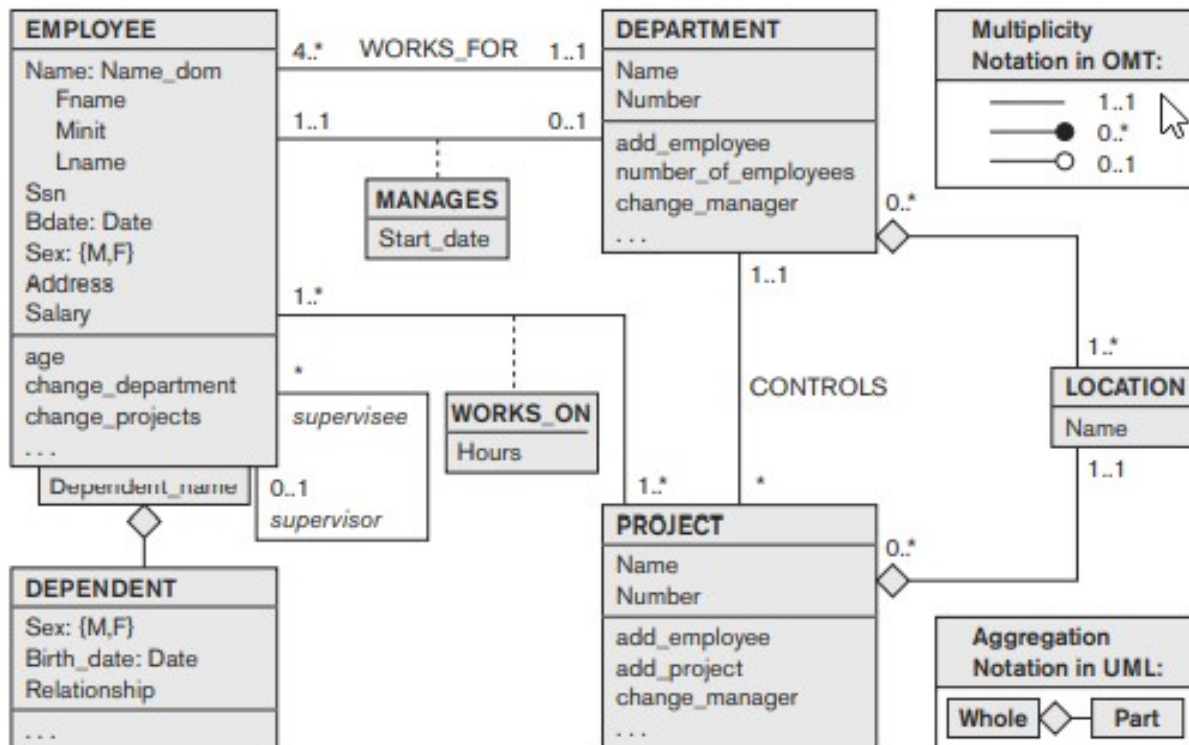 EMPLOYEE
Name: Name_dom
Fname
Minit
Lname
Ssn
Bdate: Date
Sex: {M,F}
Address
Salary
age
change_department
change_projects
. . .
Dependent_name
4..*
WORKS_FOR
1..1
1..1
0..1
MANAGES
Start_date
1..*
*
supervisee
0..1
supervisor
WORKS_ON
Hours
1..*
DEPARTMENT
Name
Number
add_employee
number_of_employees
change_manager
. . .
0..*
1..1
CONTROLS
*
1..*
LOCATION
Name
1..1
0..*
PROJECT
Name
Number
add_employee
add_project
change_manager
. . .
DEPENDENT
Sex: {M,F}
Birth_date: Date
Relationship
. . .
Multiplicity
Notation in OMT:
1..1
0..*
0..1
Aggregation
Notation in UML:
Whole
Part